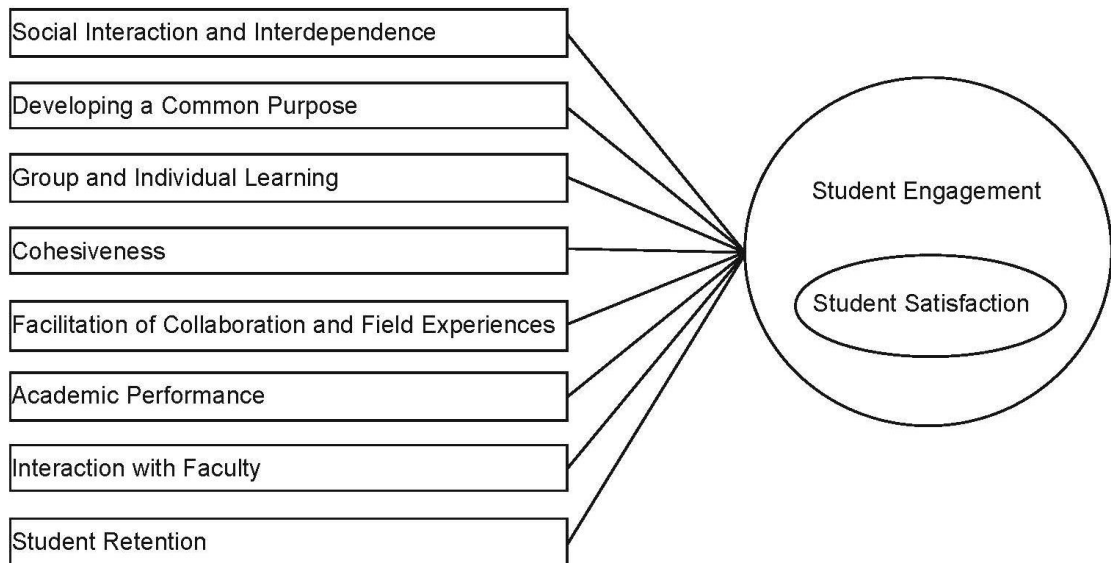 Social Interaction and Interdependence
Developing a Common Purpose
Group and Individual Learning
Cohesiveness
Facilitation of Collaboration and Field Experiences
Academic Performance
Interaction with Faculty
Student Retention
Student Engagement
Student Satisfaction